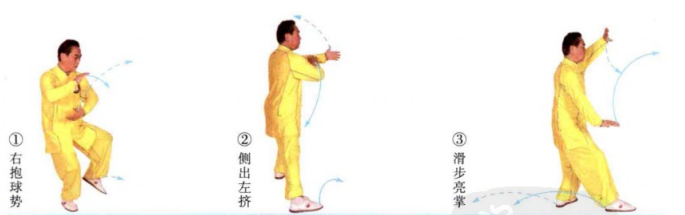 ① 右抱球势
② 侧出左挤
③ 滑步亮掌